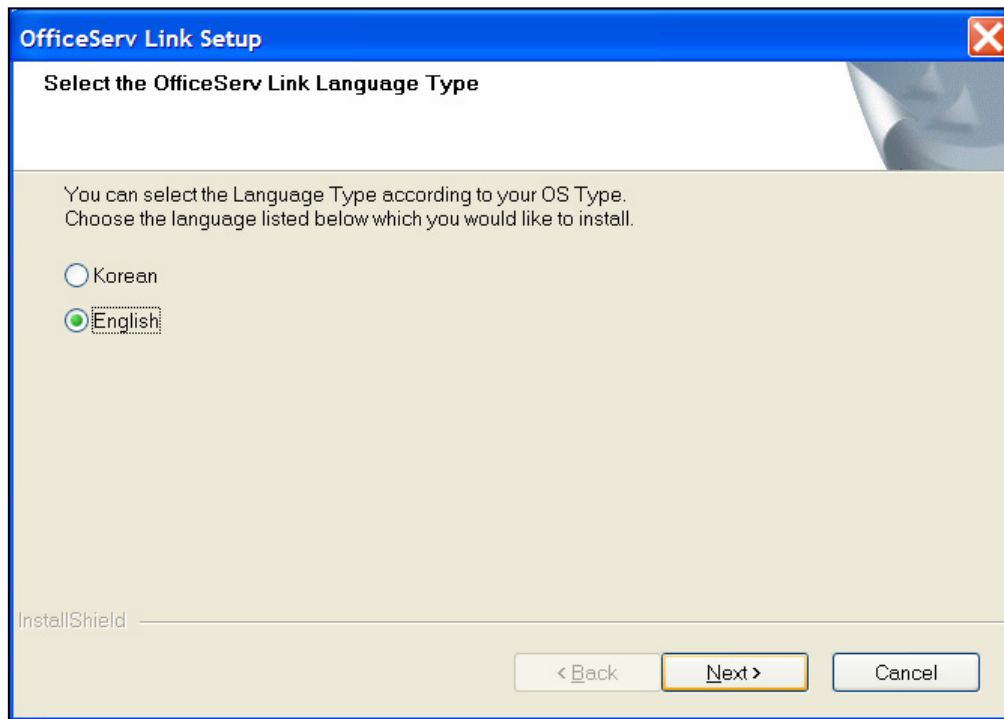 OfficeServ Link Setup
Select the OfficeServ Link Language Type
You can select the Language Type according to your OS Type.
Choose the language listed below which you would like to install.
Korean
English
InstallShield
< Back Next > Cancel